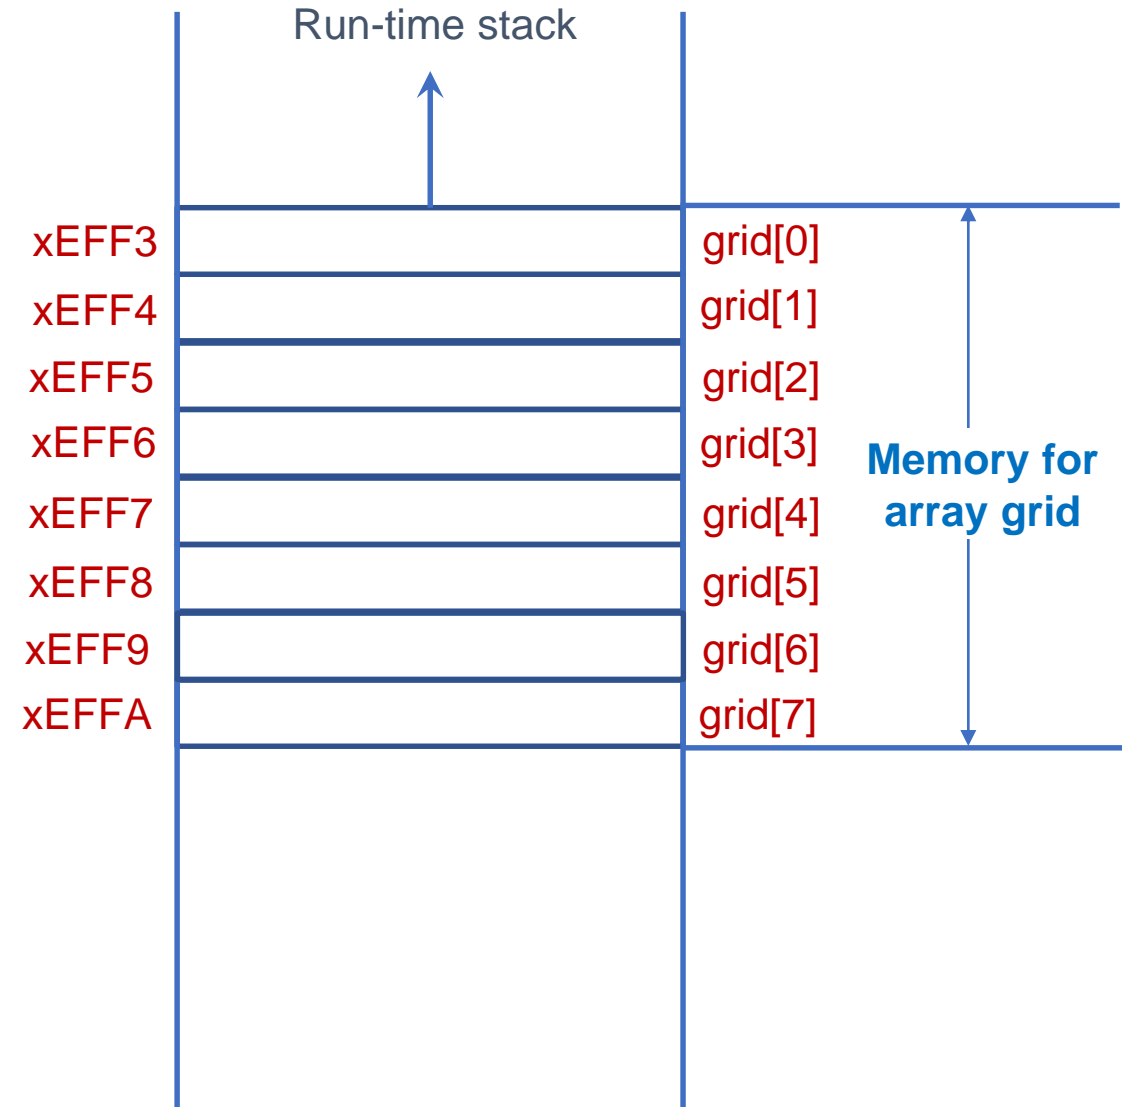 Run-time stack
xEFF3
grid[0]
xEFF4
grid[1]
xEFF5
grid[2]
xEFF6
grid[3]
Memory for
array grid
xEFF7
grid[4]
xEFF8
grid[5]
xEFF9
grid[6]
xEFFA
grid[7]